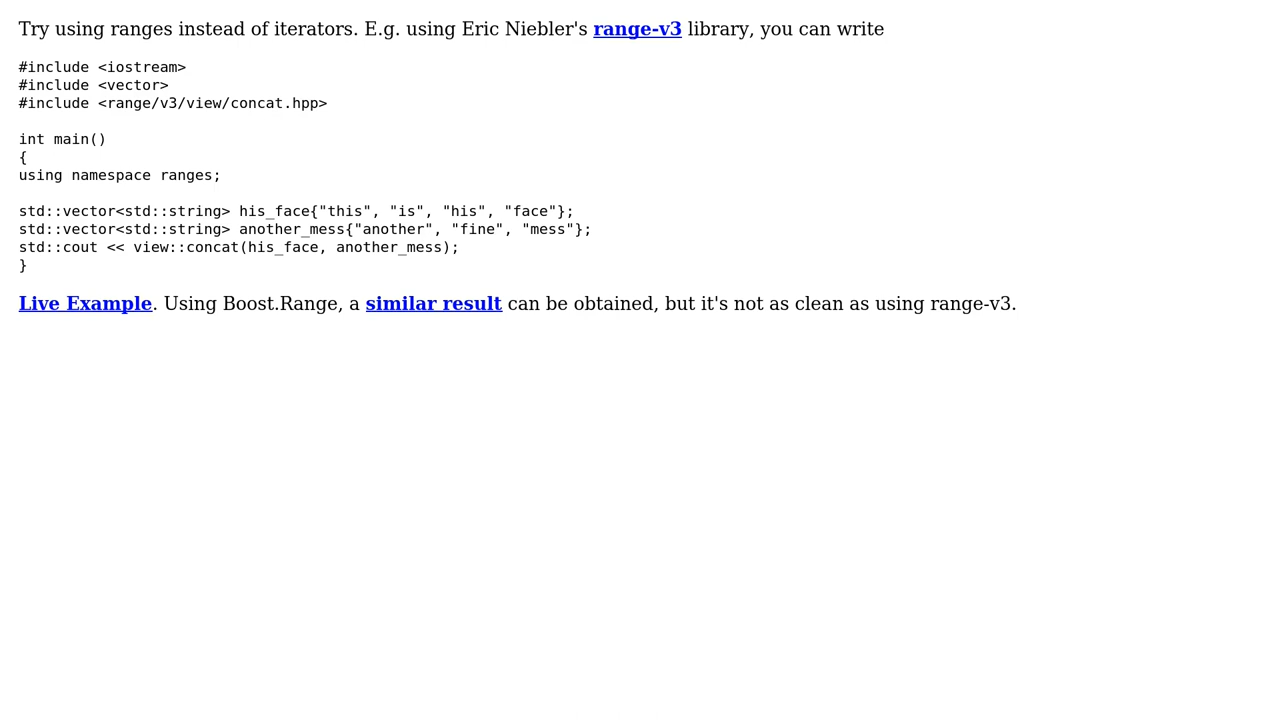 Try using ranges instead of iterators. E.g. using Eric Niebler's range-v3 library, you can write
#include <iostream>
#include <vector>
#include <range/v3/view/concat.hpp>
int main()
{
using namespace ranges;
std::vector<std::string> his_face{"this", "is", "his", "face"};
std::vector<std::string> another_mess{"another", "fine", "mess"};
std::cout << view::concat(his_face, another_mess);
}
Live Example. Using Boost.Range, a similar result can be obtained, but it's not as clean as using range-v3.